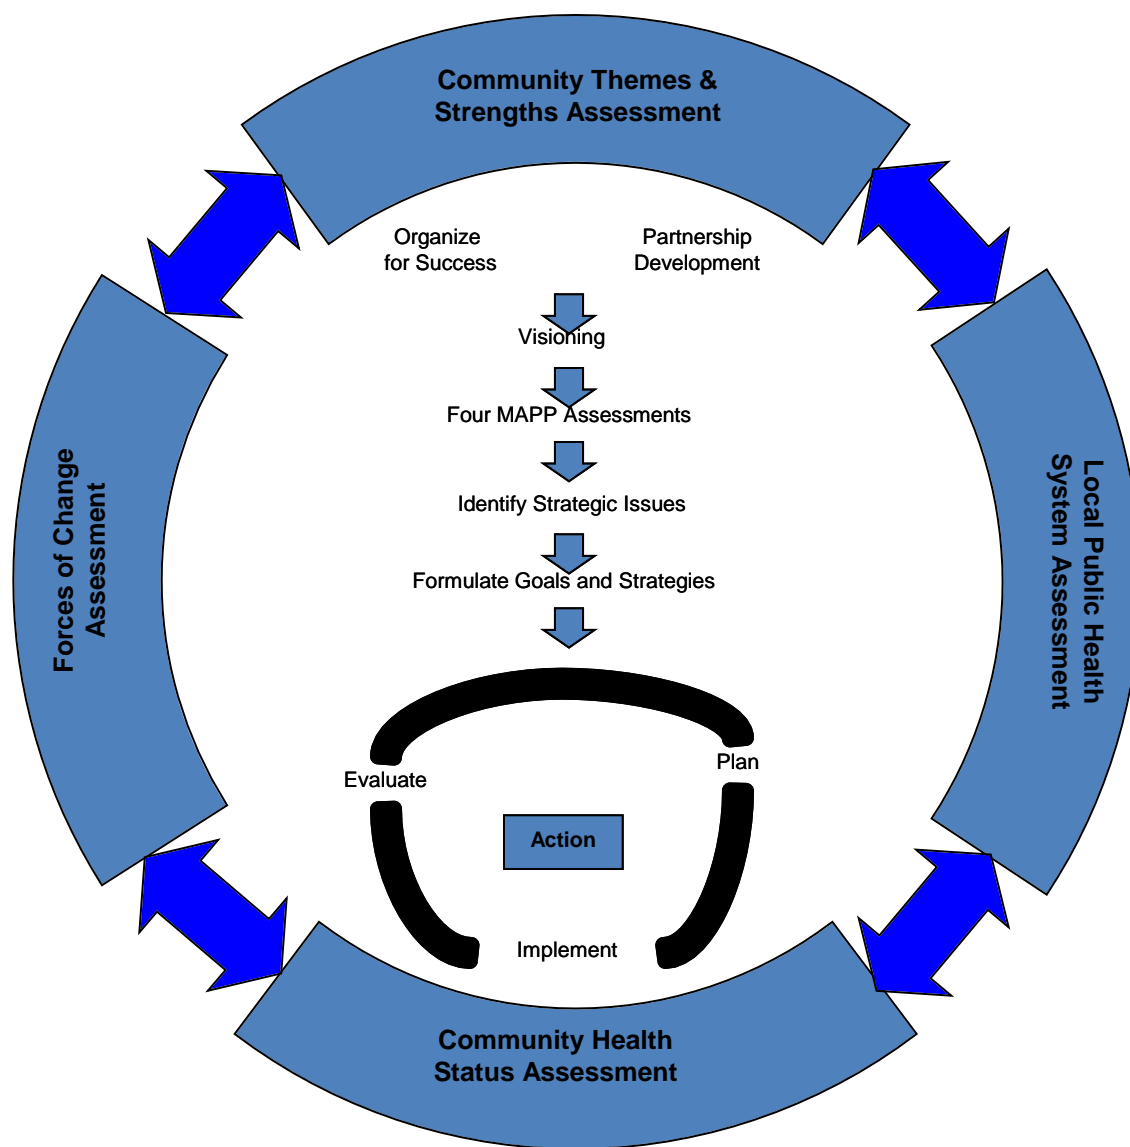 Community Themes &
Strengths Assessment
Organize
for Success
Partnership
Development
Visioning
Four MAPP Assessments
Identify Strategic Issues
Formulate Goals and Strategies
Forces of Change
Assessment
Local Public Health
System Assessment
Plan
Evaluate
Action
Implement
Community Health
Status Assessment